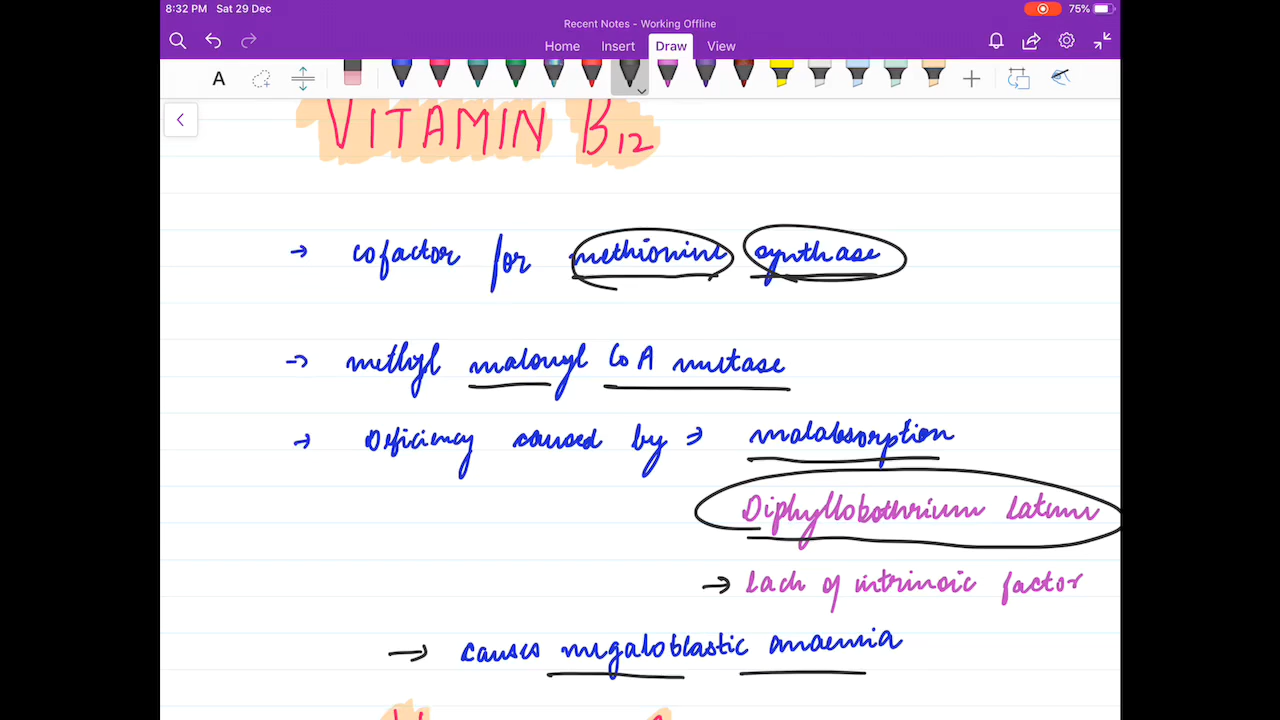 8:32 PM Sat 29 Dec
75%
Recent Notes - Working Offline
Home Insert Draw View
A
VITAMIN B12
→ cofactor for methionine synthase
→ methyl malonyl CoA mutase
→ Deficiency caused by → malabsorption
Diphyllobothrium latum
→ Lack of intrinsic factor
→ causes megaloblastic anaemia